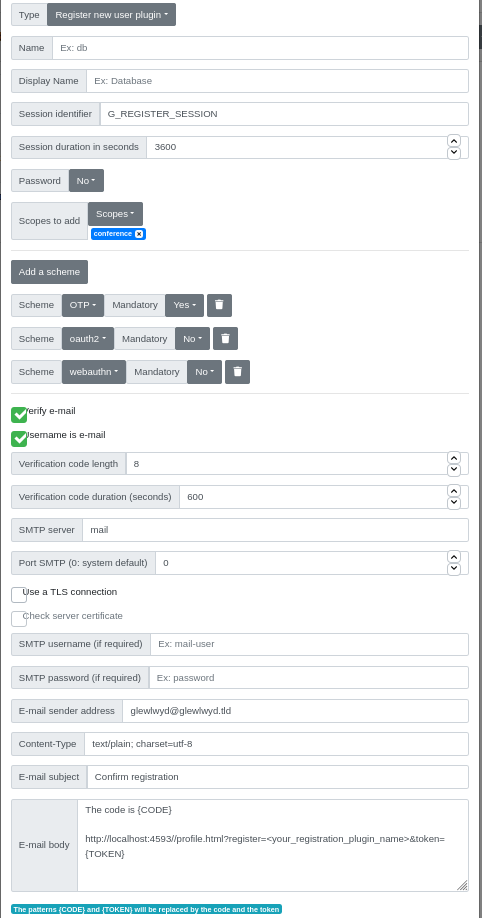 Type Register new user plugin
Name Ex: db
Display Name Ex: Database
Session identifier G_REGISTER_SESSION
Session duration in seconds 3600
Password No
Scopes to add Scopes
conference
Add a scheme
Scheme OTP Mandatory Yes
Scheme oauth2 Mandatory No
Scheme webauthn Mandatory No
Verify e-mail
Username is e-mail
Verification code length 8
Verification code duration (seconds) 600
SMTP server mail
Port SMTP (0: system default) 0
Use a TLS connection
Check server certificate
SMTP username (if required) Ex: mail-user
SMTP password (if required) Ex: password
E-mail sender address glewlwyd@glewlwyd.tld
Content-Type text/plain; charset=utf-8
E-mail subject Confirm registration
E-mail body The code is {CODE}
http://localhost:4593//profile.html?register=<your_registration_plugin_name>&token=
{TOKEN}
The patterns {CODE} and {TOKEN} will be replaced by the code and the token